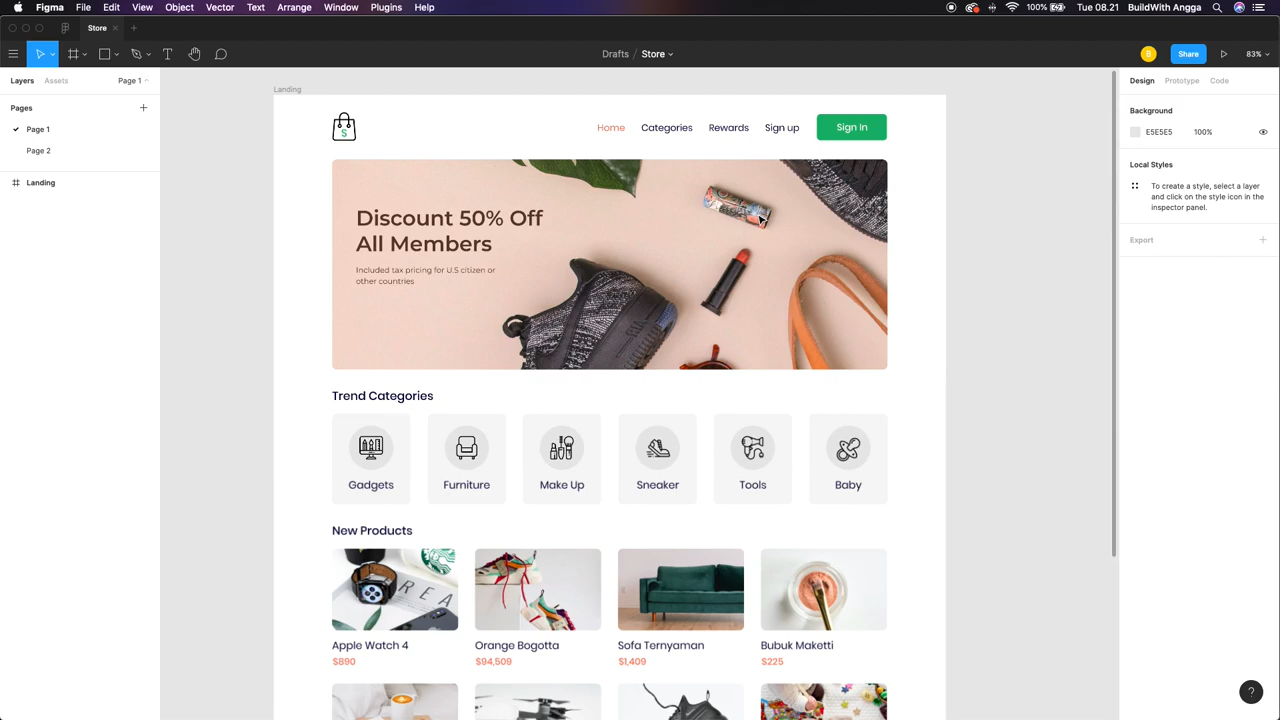 Figma File Edit View Object Vector Text Arrange Window Plugins Help
100% Tue 08.21 BuildWith Angga
Store
Drafts / Store
B Share 83%
Layers Assets Page 1
Pages
Page 1
Page 2
Landing
Landing
S
Home Categories Rewards Sign up Sign In
Discount 50% Off
All Members
Included tax pricing for U.S citizen or
other countries
Trend Categories
Gadgets Furniture Make Up Sneaker Tools Baby
New Products
R E A
Apple Watch 4 Orange Bogotta Sofa Ternyaman Bubuk Maketti
$890 $94,509 $1,409 $225
Design Prototype Code
Background
E5E5E5 100%
Local Styles
To create a style, select a layer
and click on the style icon in the
inspector panel.
Export
?